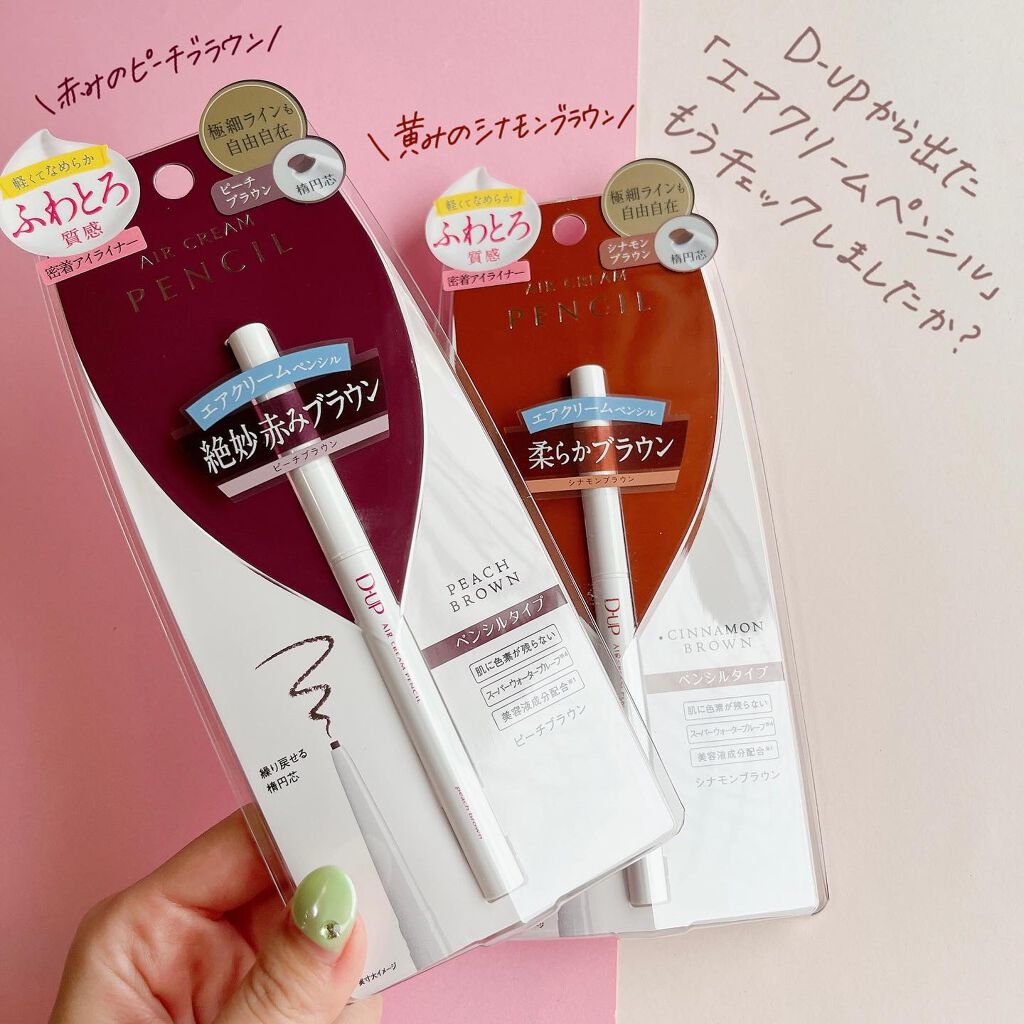 \赤みのピーチブラウン/
\黄みのシナモンブラウン/
D-UPから出た
「エアクリームペンシル」
もうチェックしましたか?
軽くてなめらか
ふわとろ
質感
密着アイライナー
極細ラインも
自由自在
ピーチ
ブラウン
楕円芯
AIR CREAM
PENCIL
エアクリームペンシル
絶妙 赤みブラウン
ピーチブラウン
D-UP AIR CREAM PENCIL
peach brown
PEACH
BROWN
ペンシルタイプ
肌に色素が残らない
スーパーウォータープルーフ※4
美容液成分配合※1
ピーチブラウン
繰り戻せる
楕円芯
軽くてなめらか
ふわとろ
質感
密着アイライナー
極細ラインも
自由自在
シナモン
ブラウン
楕円芯
AIR CREAM
PENCIL
エアクリームペンシル
柔らかブラウン
シナモンブラウン
D-UP AIR
CINNAMON
BROWN
ペンシルタイプ
肌に色素が残らない
スーパーウォータープルーフ※4
美容液成分配合※1
シナモンブラウン